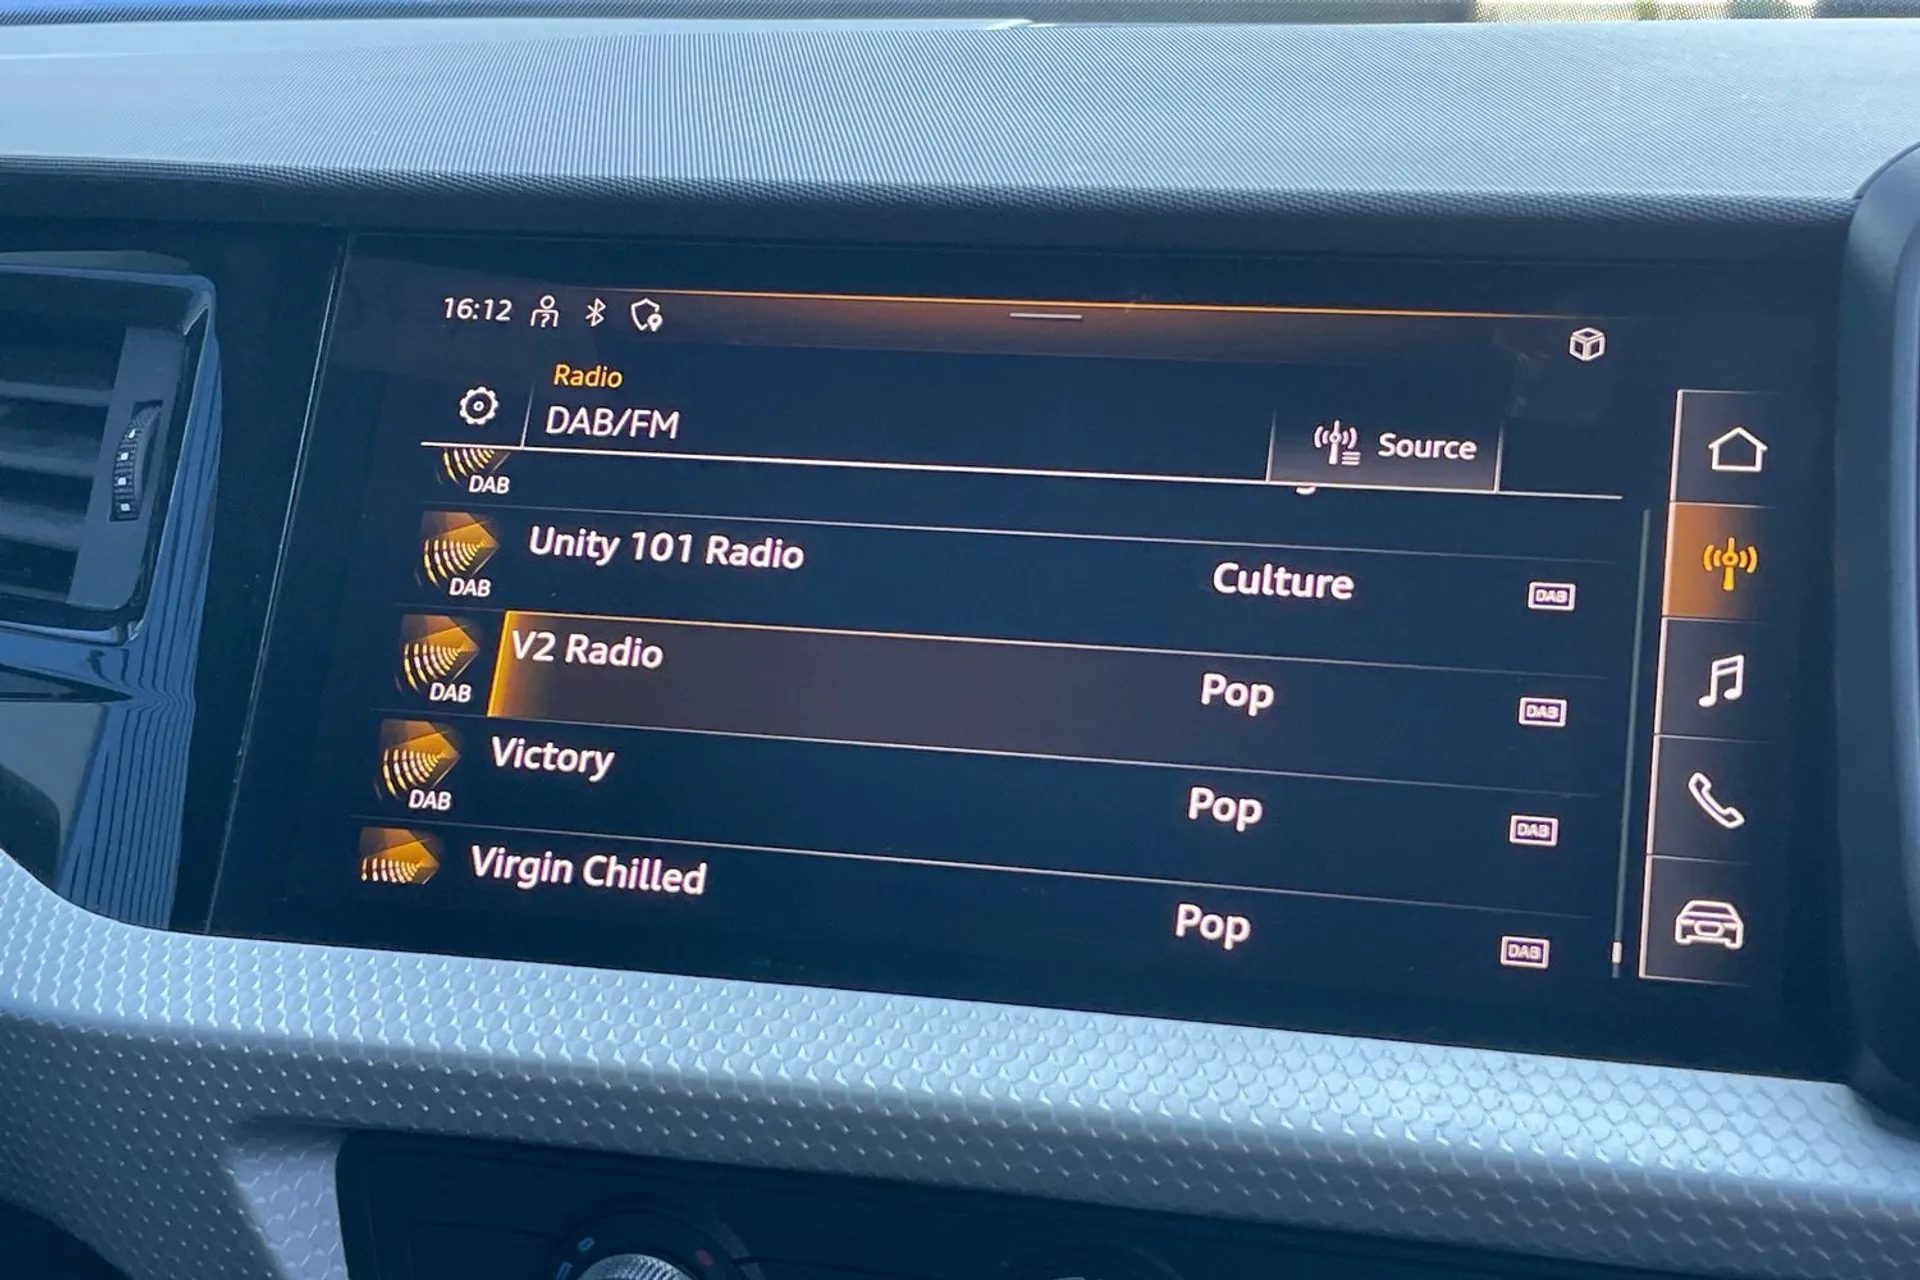 16:12
Radio
DAB/FM
Source
DAB
Unity 101 Radio
Culture
DAB
DAB
V2 Radio
Pop
DAB
DAB
Victory
Pop
DAB
DAB
Virgin Chilled
Pop
DAB